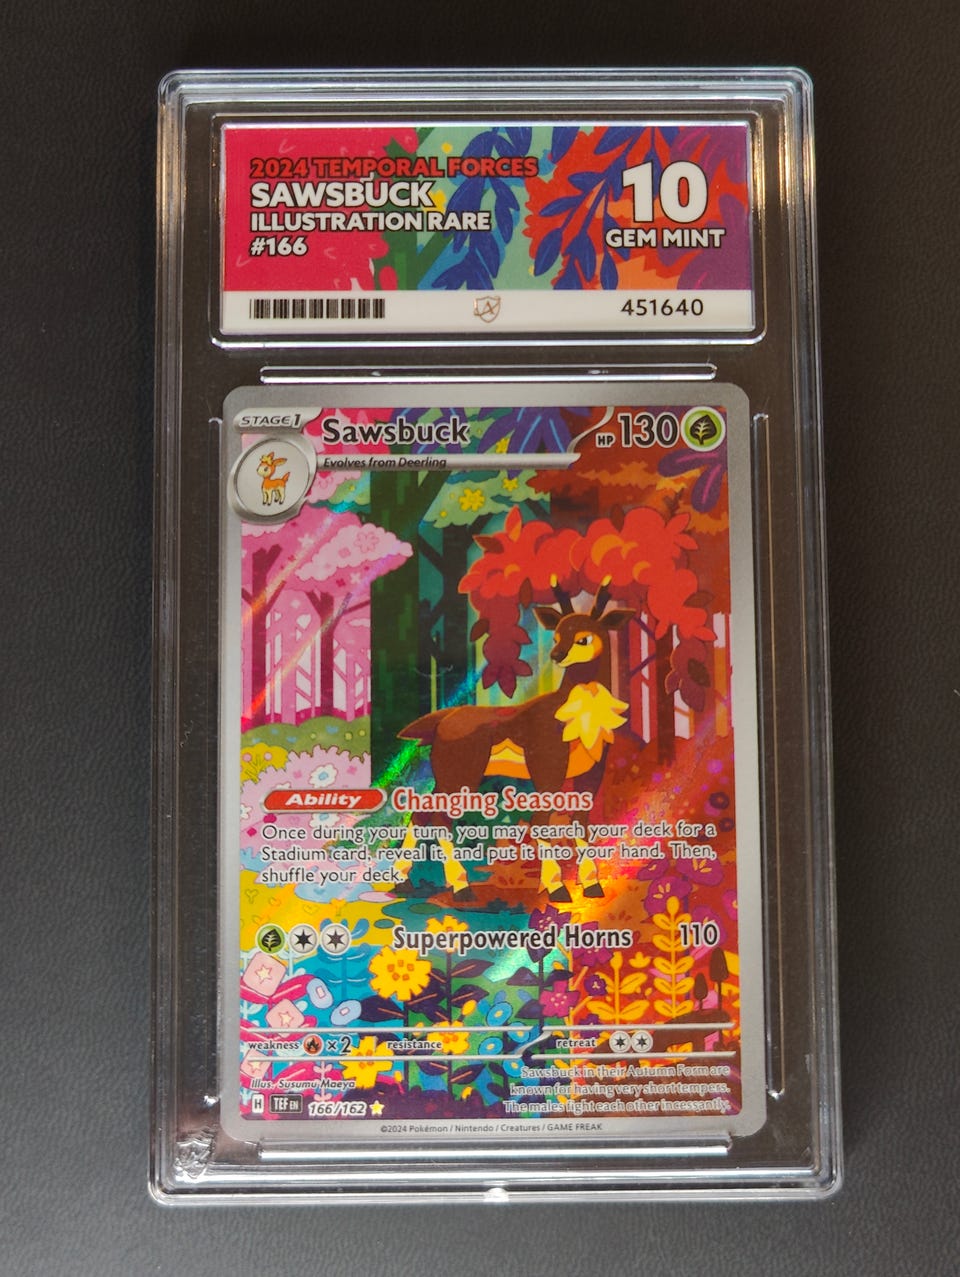 2024 TEMPORAL FORCES
SAWSBUCK
ILLUSTRATION RARE
#166
10
GEM MINT
451640
STAGE 1
Sawsbuck
HP 130
Evolves from Deerling
Ability Changing Seasons
Once during your turn, you may search your deck for a
Stadium card, reveal it, and put it into your hand. Then,
shuffle your deck.
Superpowered Horns 110
weakness ×2 resistance retreat
Sawsbuck in their Autumn Form are
known for having very short tempers.
The males fight each other incessantly.
Illus. Susumu Maeya
H TEF EN 166/162
©2024 Pokémon / Nintendo / Creatures / GAME FREAK